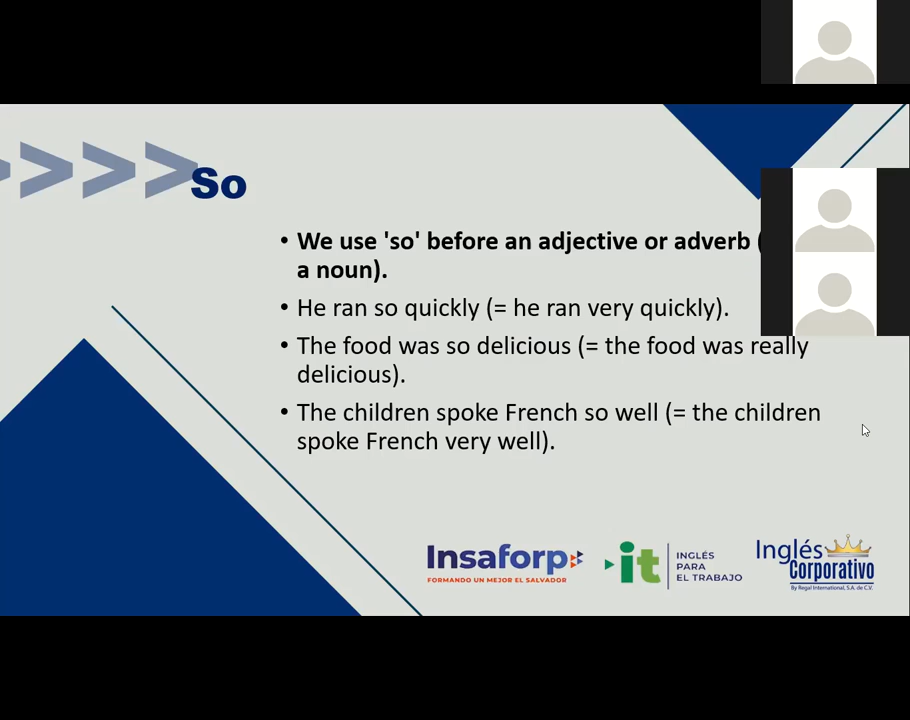 So
• We use 'so' before an adjective or adverb (
a noun).
• He ran so quickly (= he ran very quickly).
• The food was so delicious (= the food was really
delicious).
• The children spoke French so well (= the children
spoke French very well).
Insaforp
FORMANDO UN MEJOR EL SALVADOR
it
INGLÉS
PARA
EL TRABAJO
Inglés
Corporativo
By Regal International, S.A. de C.V.